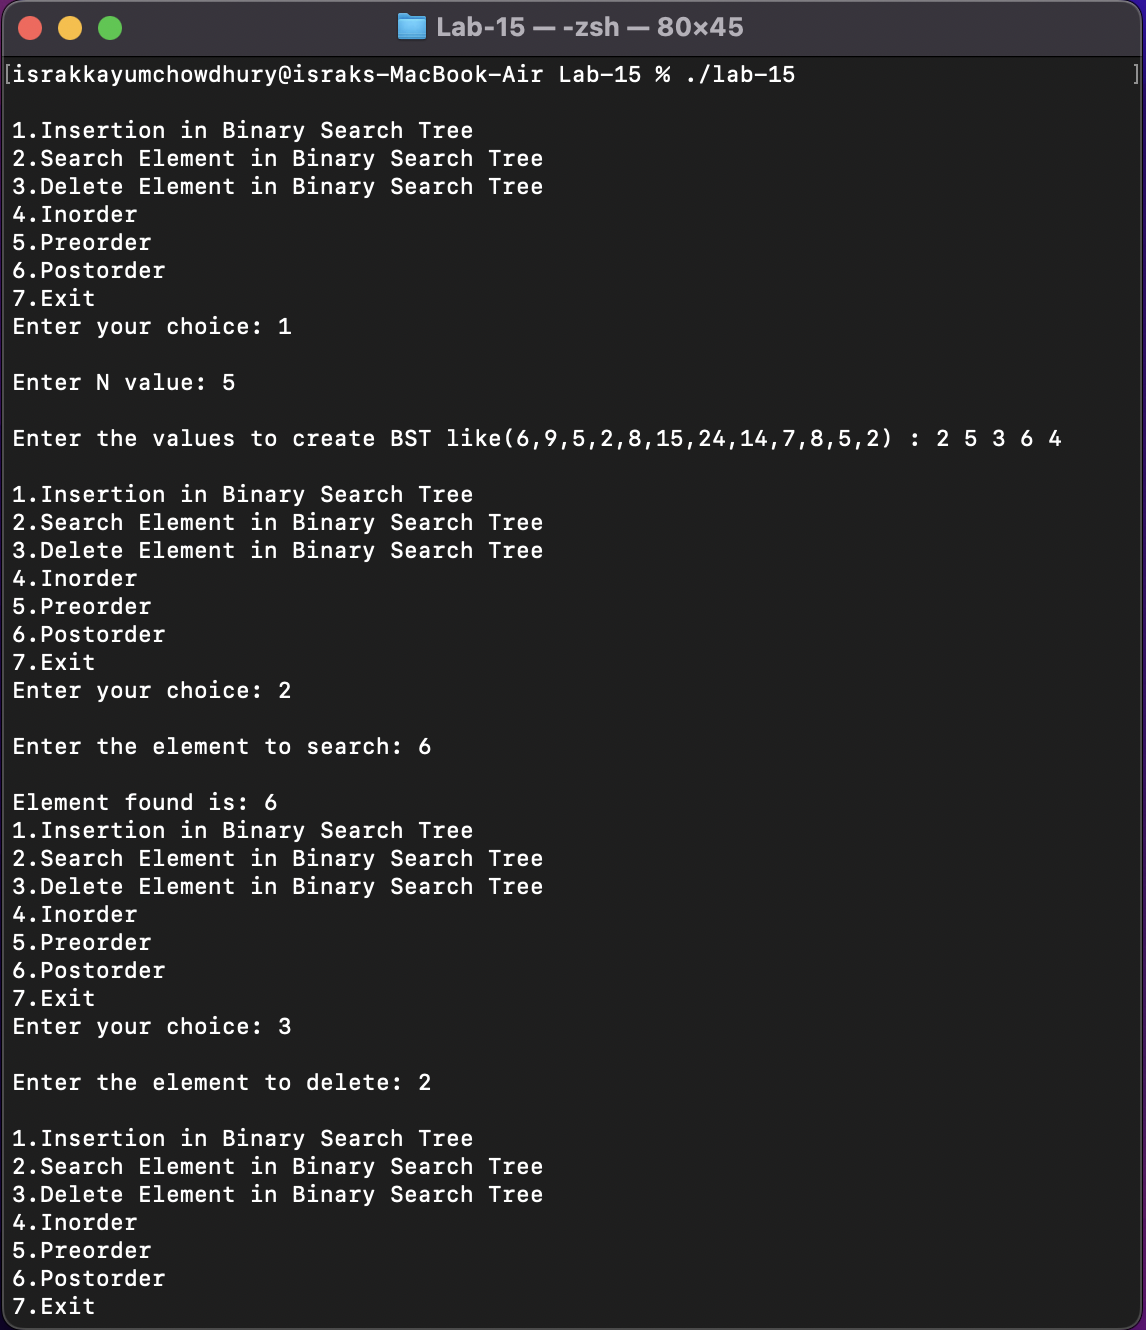 Lab-15 — -zsh — 80×45
[israkkayumchowdhury@israks-MacBook-Air Lab-15 % ./lab-15 ]
1.Insertion in Binary Search Tree
2.Search Element in Binary Search Tree
3.Delete Element in Binary Search Tree
4.Inorder
5.Preorder
6.Postorder
7.Exit
Enter your choice: 1
Enter N value: 5
Enter the values to create BST like(6,9,5,2,8,15,24,14,7,8,5,2) : 2 5 3 6 4
1.Insertion in Binary Search Tree
2.Search Element in Binary Search Tree
3.Delete Element in Binary Search Tree
4.Inorder
5.Preorder
6.Postorder
7.Exit
Enter your choice: 2
Enter the element to search: 6
Element found is: 6
1.Insertion in Binary Search Tree
2.Search Element in Binary Search Tree
3.Delete Element in Binary Search Tree
4.Inorder
5.Preorder
6.Postorder
7.Exit
Enter your choice: 3
Enter the element to delete: 2
1.Insertion in Binary Search Tree
2.Search Element in Binary Search Tree
3.Delete Element in Binary Search Tree
4.Inorder
5.Preorder
6.Postorder
7.Exit